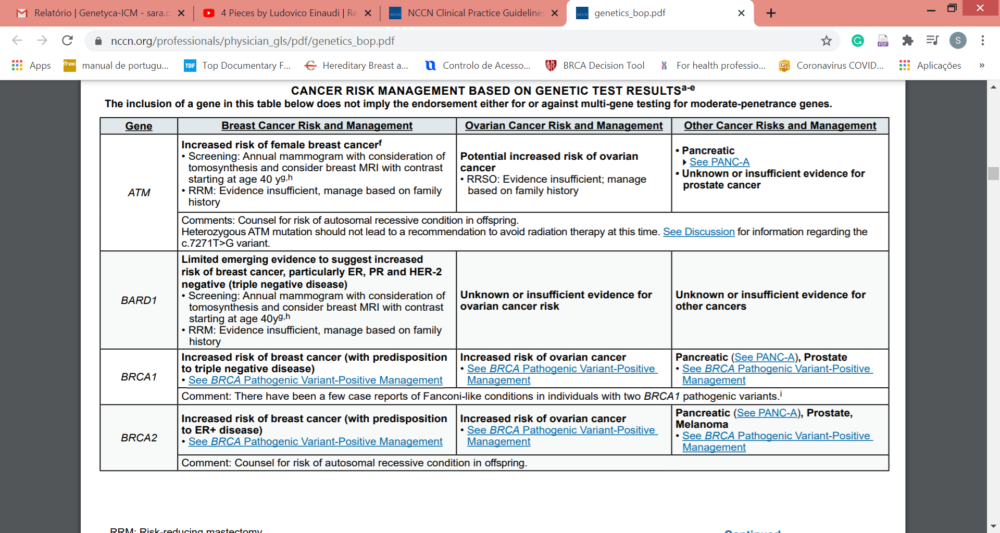 Relatório | Genetyca-ICM - sara.c
4 Pieces by Ludovico Einaudi | Re
NCCN Clinical Practice Guidelines
genetics_bop.pdf
nccn.org/professionals/physician_gls/pdf/genetics_bop.pdf
S
Apps
manual de portugu...
TDF Top Documentary F...
Hereditary Breast a...
Controlo de Acesso...
BRCA Decision Tool
For health professio...
Coronavirus COVID...
Aplicações
»
CANCER RISK MANAGEMENT BASED ON GENETIC TEST RESULTSa-e
The inclusion of a gene in this table below does not imply the endorsement either for or against multi-gene testing for moderate-penetrance genes.
Gene
Breast Cancer Risk and Management
Ovarian Cancer Risk and Management
Other Cancer Risks and Management
ATM
Increased risk of female breast cancerf
• Screening: Annual mammogram with consideration of
tomosynthesis and consider breast MRI with contrast
starting at age 40 yg,h
• RRM: Evidence insufficient, manage based on family
history
Potential increased risk of ovarian
cancer
• RRSO: Evidence insufficient; manage
based on family history
• Pancreatic
See PANC-A
• Unknown or insufficient evidence for
prostate cancer
Comments: Counsel for risk of autosomal recessive condition in offspring.
Heterozygous ATM mutation should not lead to a recommendation to avoid radiation therapy at this time. See Discussion for information regarding the
c.7271T>G variant.
BARD1
Limited emerging evidence to suggest increased
risk of breast cancer, particularly ER, PR and HER-2
negative (triple negative disease)
• Screening: Annual mammogram with consideration of
tomosynthesis and consider breast MRI with contrast
starting at age 40yg,h
• RRM: Evidence insufficient, manage based on family
history
Unknown or insufficient evidence for
ovarian cancer risk
Unknown or insufficient evidence for
other cancers
BRCA1
Increased risk of breast cancer (with predisposition
to triple negative disease)
• See BRCA Pathogenic Variant-Positive Management
Increased risk of ovarian cancer
• See BRCA Pathogenic Variant-Positive
Management
Pancreatic (See PANC-A), Prostate
• See BRCA Pathogenic Variant-Positive
Management
Comment: There have been a few case reports of Fanconi-like conditions in individuals with two BRCA1 pathogenic variants.i
BRCA2
Increased risk of breast cancer (with predisposition
to ER+ disease)
• See BRCA Pathogenic Variant-Positive Management
Increased risk of ovarian cancer
• See BRCA Pathogenic Variant-Positive
Management
Pancreatic (See PANC-A), Prostate,
Melanoma
• See BRCA Pathogenic Variant-Positive
Management
Comment: Counsel for risk of autosomal recessive condition in offspring.
RRM: Risk-reducing mastectomy
Continued